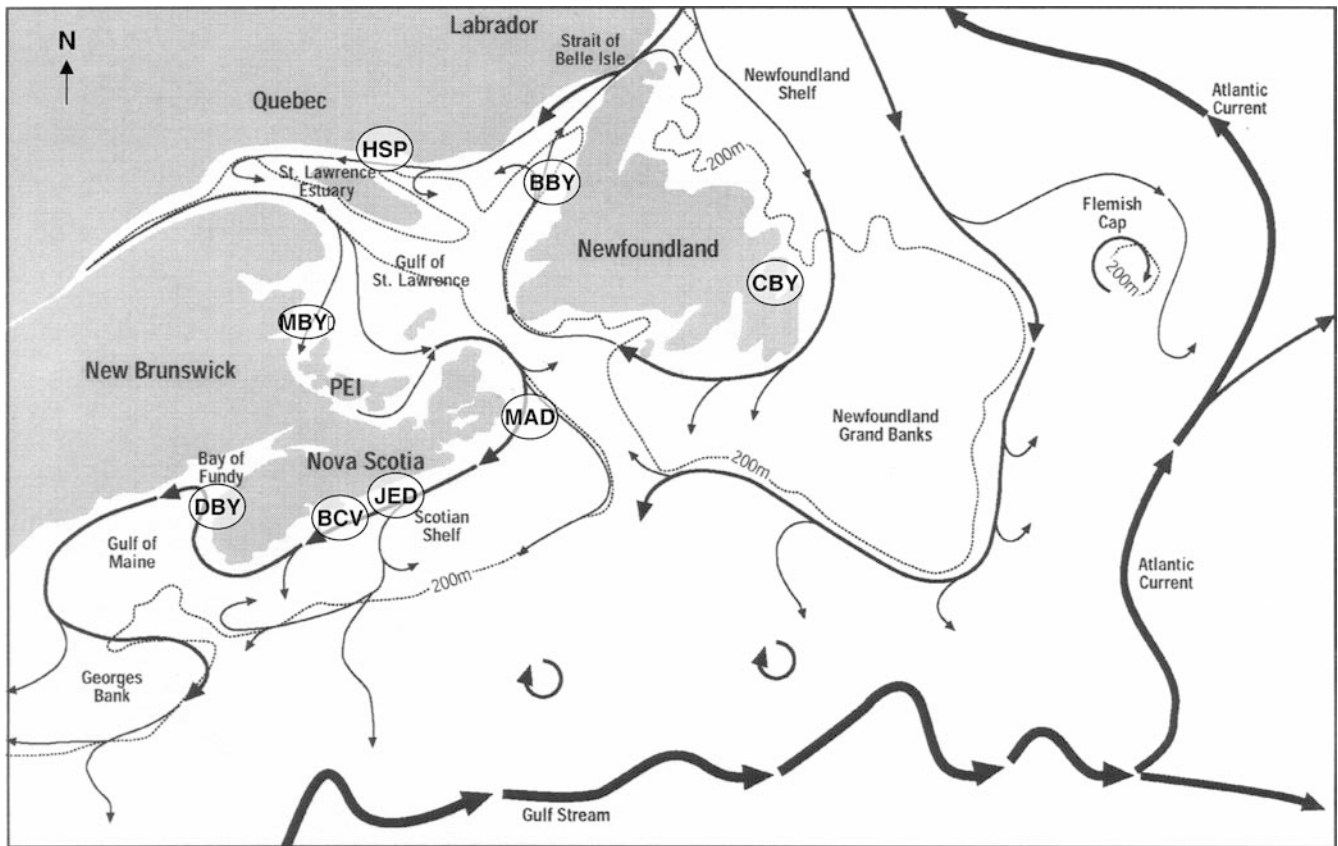 Labrador
N
Strait of
Belle Isle
Newfoundland
Shelf
Atlantic
Current
Quebec
HSP
200m
St. Lawrence
Estuary
BBY
Flemish
Cap
200m
Newfoundland
Gulf of
St. Lawrence
CBY
MBY
New Brunswick
PEI
MAD
Newfoundland
Grand Banks
200m
Nova Scotia
Bay of
Fundy
DBY
BCV
JED
Scotian
Shelf
Gulf of
Maine
200m
Atlantic
Current
Georges
Bank
Gulf Stream